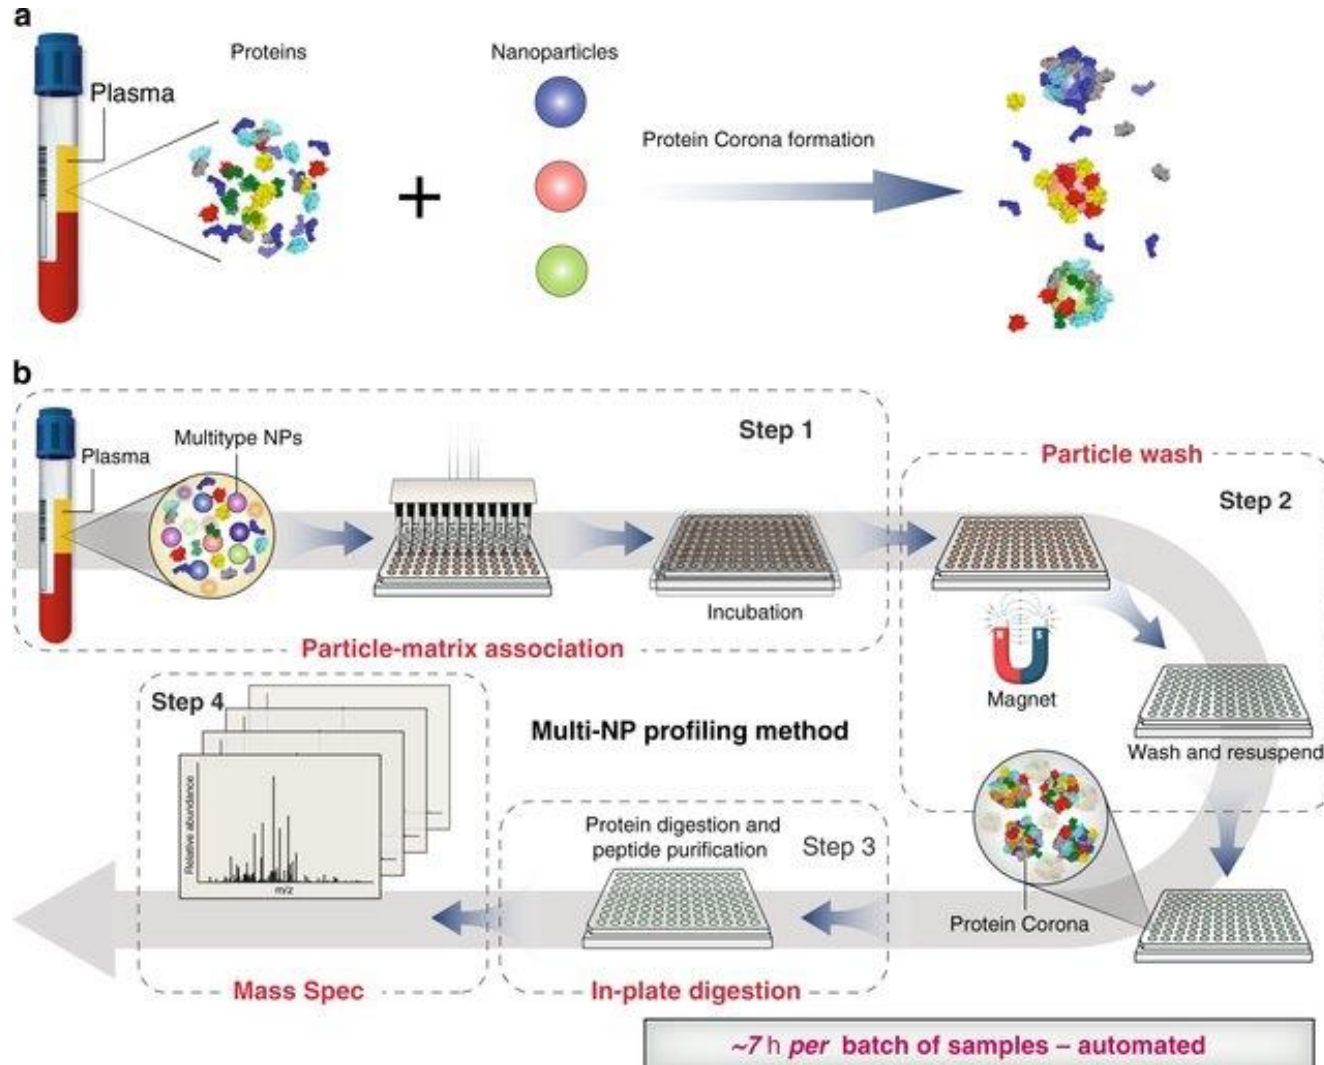 a
Proteins
Nanoparticles
Plasma
Protein Corona formation
b
Step 1
Multitype NPs
Plasma
Incubation
Particle-matrix association
Particle wash
Step 2
Magnet
Wash and resuspend
Protein Corona
Multi-NP profiling method
Step 3
Protein digestion and
peptide purification
In-plate digestion
Step 4
Relative abundance
m/z
Mass Spec
~7 h per batch of samples – automated